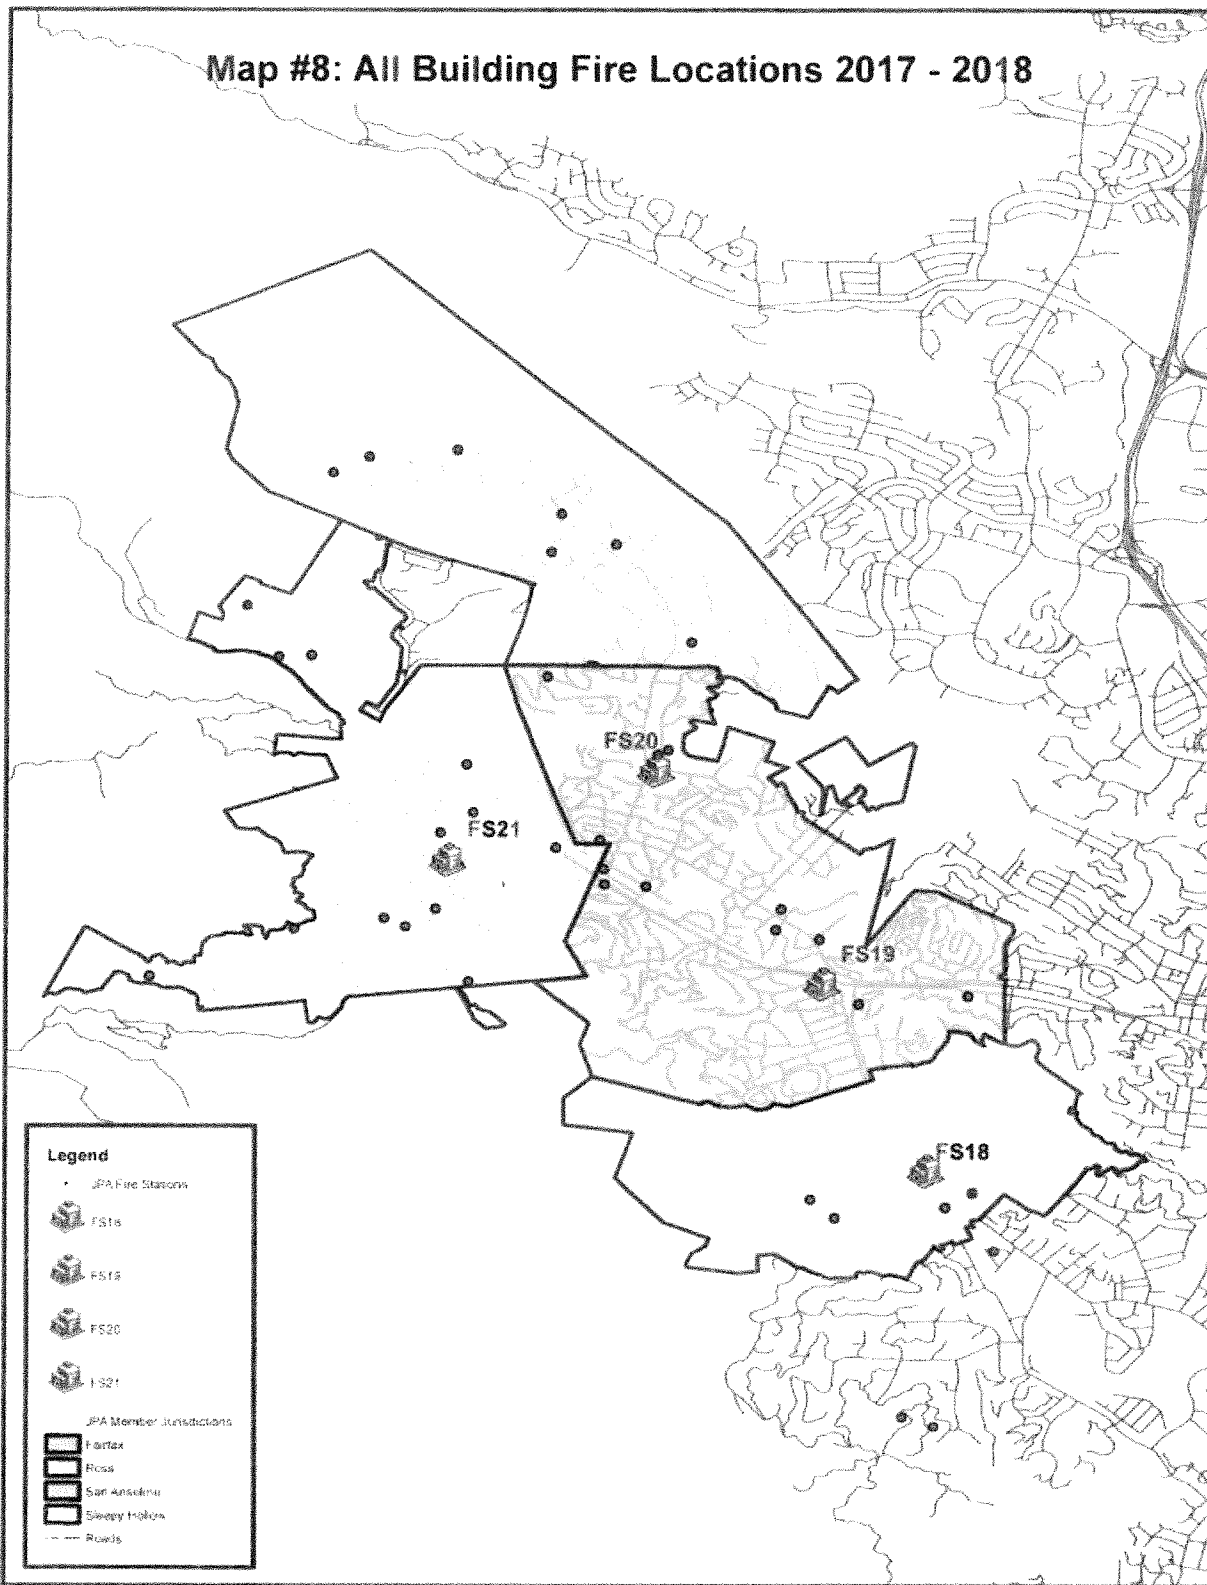 Map #8: All Building Fire Locations 2017 - 2018
FS20
FS21
FS19
FS18
Legend
JPA Fire Stations
FS18
FS19
FS20
FS21
JPA Member Jurisdictions
Fairfax
Ross
San Anselmo
Sleepy Hollow
Roads